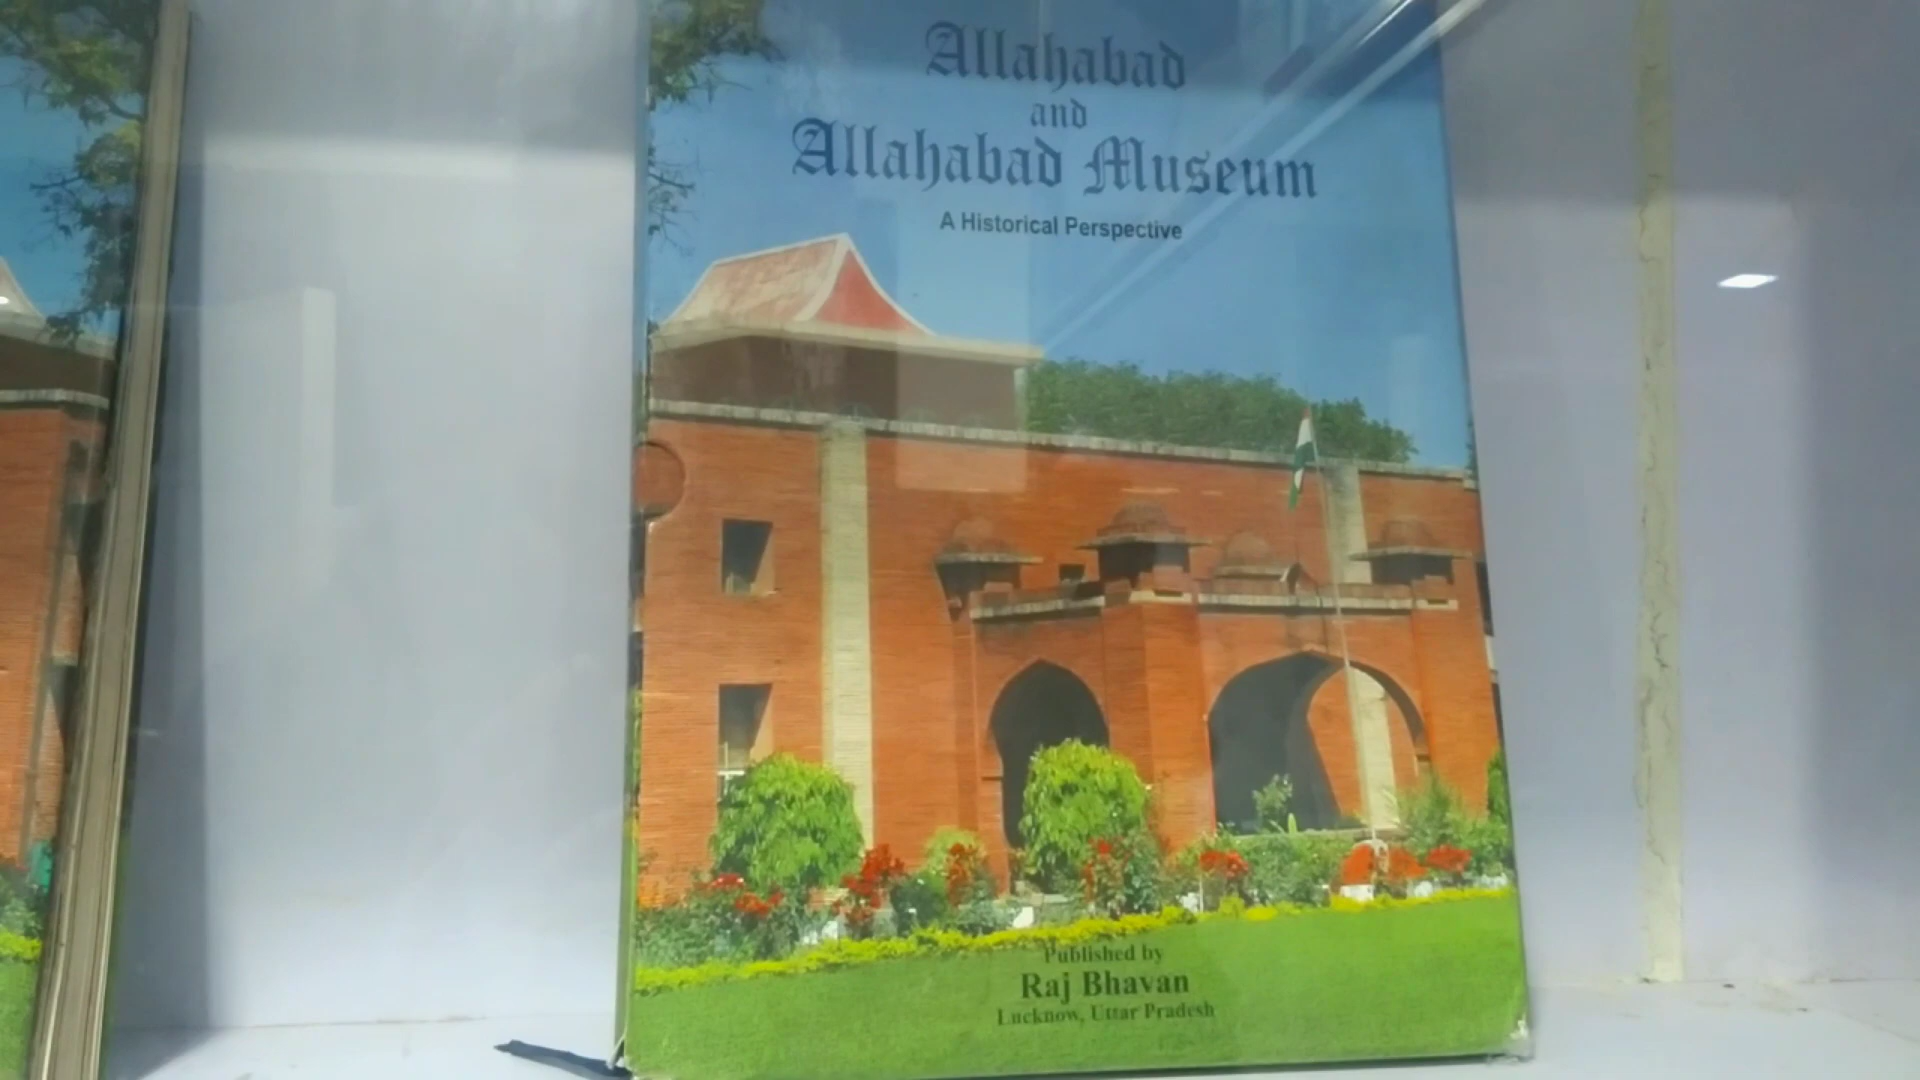 Allahabad
and
Allahabad Museum
A Historical Perspective
Published by
Raj Bhavan
Lucknow, Uttar Pradesh